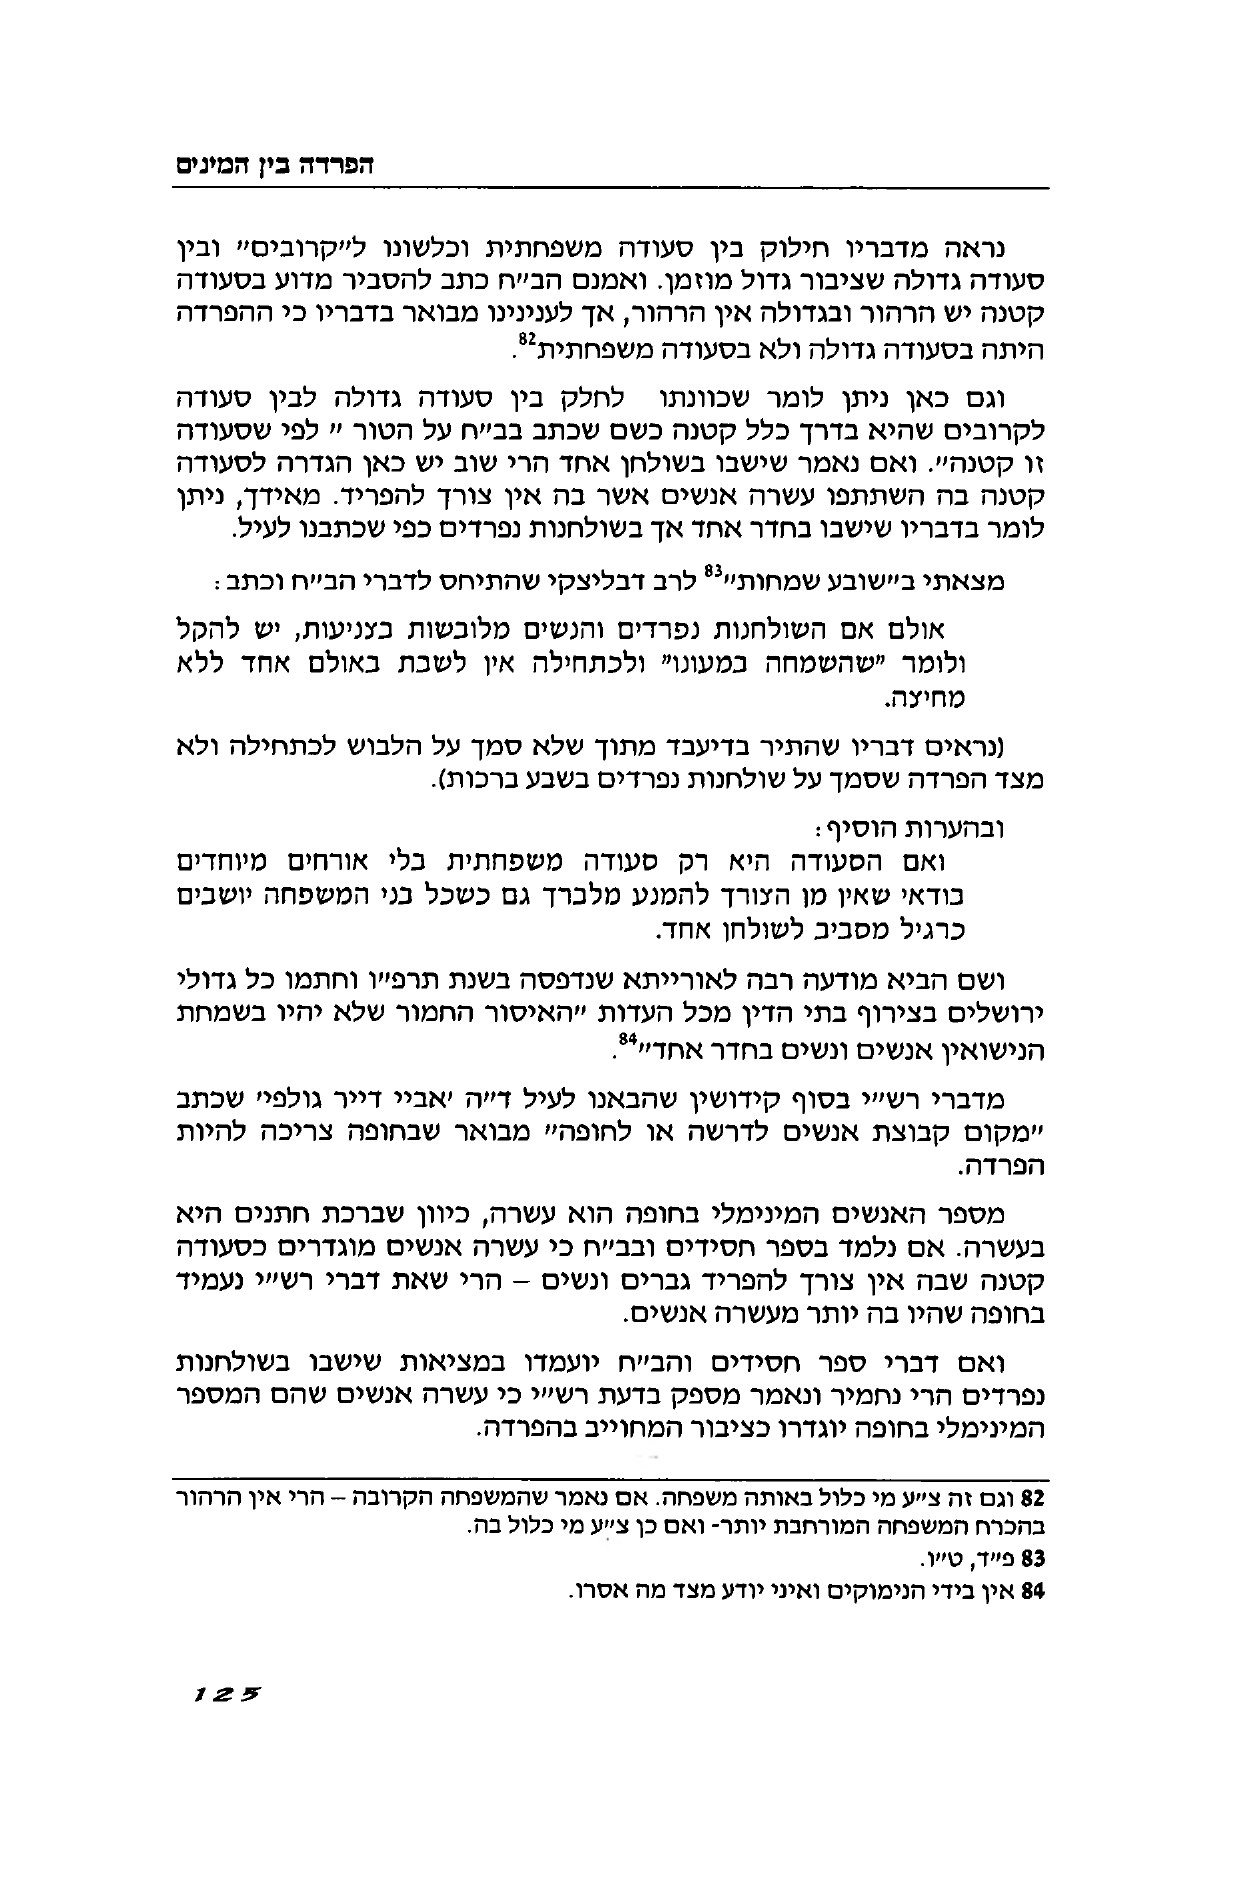 הפרדה בין המינים
נראה מדבריו חילוק בין סעודה משפחתית וכלשונו ל״קרובים״ ובין
סעודה גדולה שציבור גדול מוזמן. ואמנם הב״ח כתב להסביר מדוע בסעודה
קטנה יש הרהור ובגדולה אין הרהור, אך לענינינו מבואר בדבריו כי ההפרדה
היתה בסעודה גדולה ולא בסעודה משפחתית82.
וגם כאן ניתן לומר שכוונתו לחלק בין סעודה גדולה לבין סעודה
לקרובים שהיא בדרך כלל קטנה כשם שכתב בב״ח על הטור ״ לפי שסעודה
זו קטנה״. ואם נאמר שישבו בשולחן אחד הרי שוב יש כאן הגדרה לסעודה
קטנה בה השתתפו עשרה אנשים אשר בה אין צורך להפריד. מאידך, ניתן
לומר בדבריו שישבו בחדר אחד אך בשולחנות נפרדים כפי שכתבנו לעיל.
מצאתי ב״שובע שמחות״83 לרב דבליצקי שהתיחס לדברי הב״ח וכתב:
אולם אם השולחנות נפרדים והנשים מלובשות בצניעות, יש להקל
ולומר ״שהשמחה במעונו״ ולכתחילה אין לשבת באולם אחד ללא
מחיצה.
(נראים דבריו שהתיר בדיעבד מתוך שלא סמך על הלבוש לכתחילה ולא
מצד הפרדה שסמך על שולחנות נפרדים בשבע ברכות).
ובהערות הוסיף:
ואם הסעודה היא רק סעודה משפחתית בלי אורחים מיוחדים
בודאי שאין מן הצורך להמנע מלברך גם כשכל בני המשפחה יושבים
כרגיל מסביב לשולחן אחד.
ושם הביא מודעה רבה לאורייתא שנדפסה בשנת תרפ״ו וחתמו כל גדולי
ירושלים בצירוף בתי הדין מכל העדות ״האיסור החמור שלא יהיו בשמחת
הנישואין אנשים ונשים בחדר אחד״84.
מדברי רש״י בסוף קידושין שהבאנו לעיל ד״ה ׳אביי דייר גולפי׳ שכתב
״מקום קבוצת אנשים לדרשה או לחופה״ מבואר שבחופה צריכה להיות
הפרדה.
מספר האנשים המינימלי בחופה הוא עשרה, כיוון שברכת חתנים היא
בעשרה. אם נלמד בספר חסידים ובב״ח כי עשרה אנשים מוגדרים כסעודה
קטנה שבה אין צורך להפריד גברים ונשים – הרי שאת דברי רש״י נעמיד
בחופה שהיו בה יותר מעשרה אנשים.
ואם דברי ספר חסידים והב״ח יועמדו במציאות שישבו בשולחנות
נפרדים הרי נחמיר ונאמר מספק בדעת רש״י כי עשרה אנשים שהם המספר
המינימלי בחופה יוגדרו כציבור המחוייב בהפרדה.
82 וגם זה צ״ע מי כלול באותה משפחה. אם נאמר שהמשפחה הקרובה – הרי אין הרהור
בהכרח המשפחה המורחבת יותר- ואם כן צ״ע מי כלול בה.
83 פ״ד, ט״ו.
84 אין בידי הנימוקים ואיני יודע מצד מה אסרו.
125